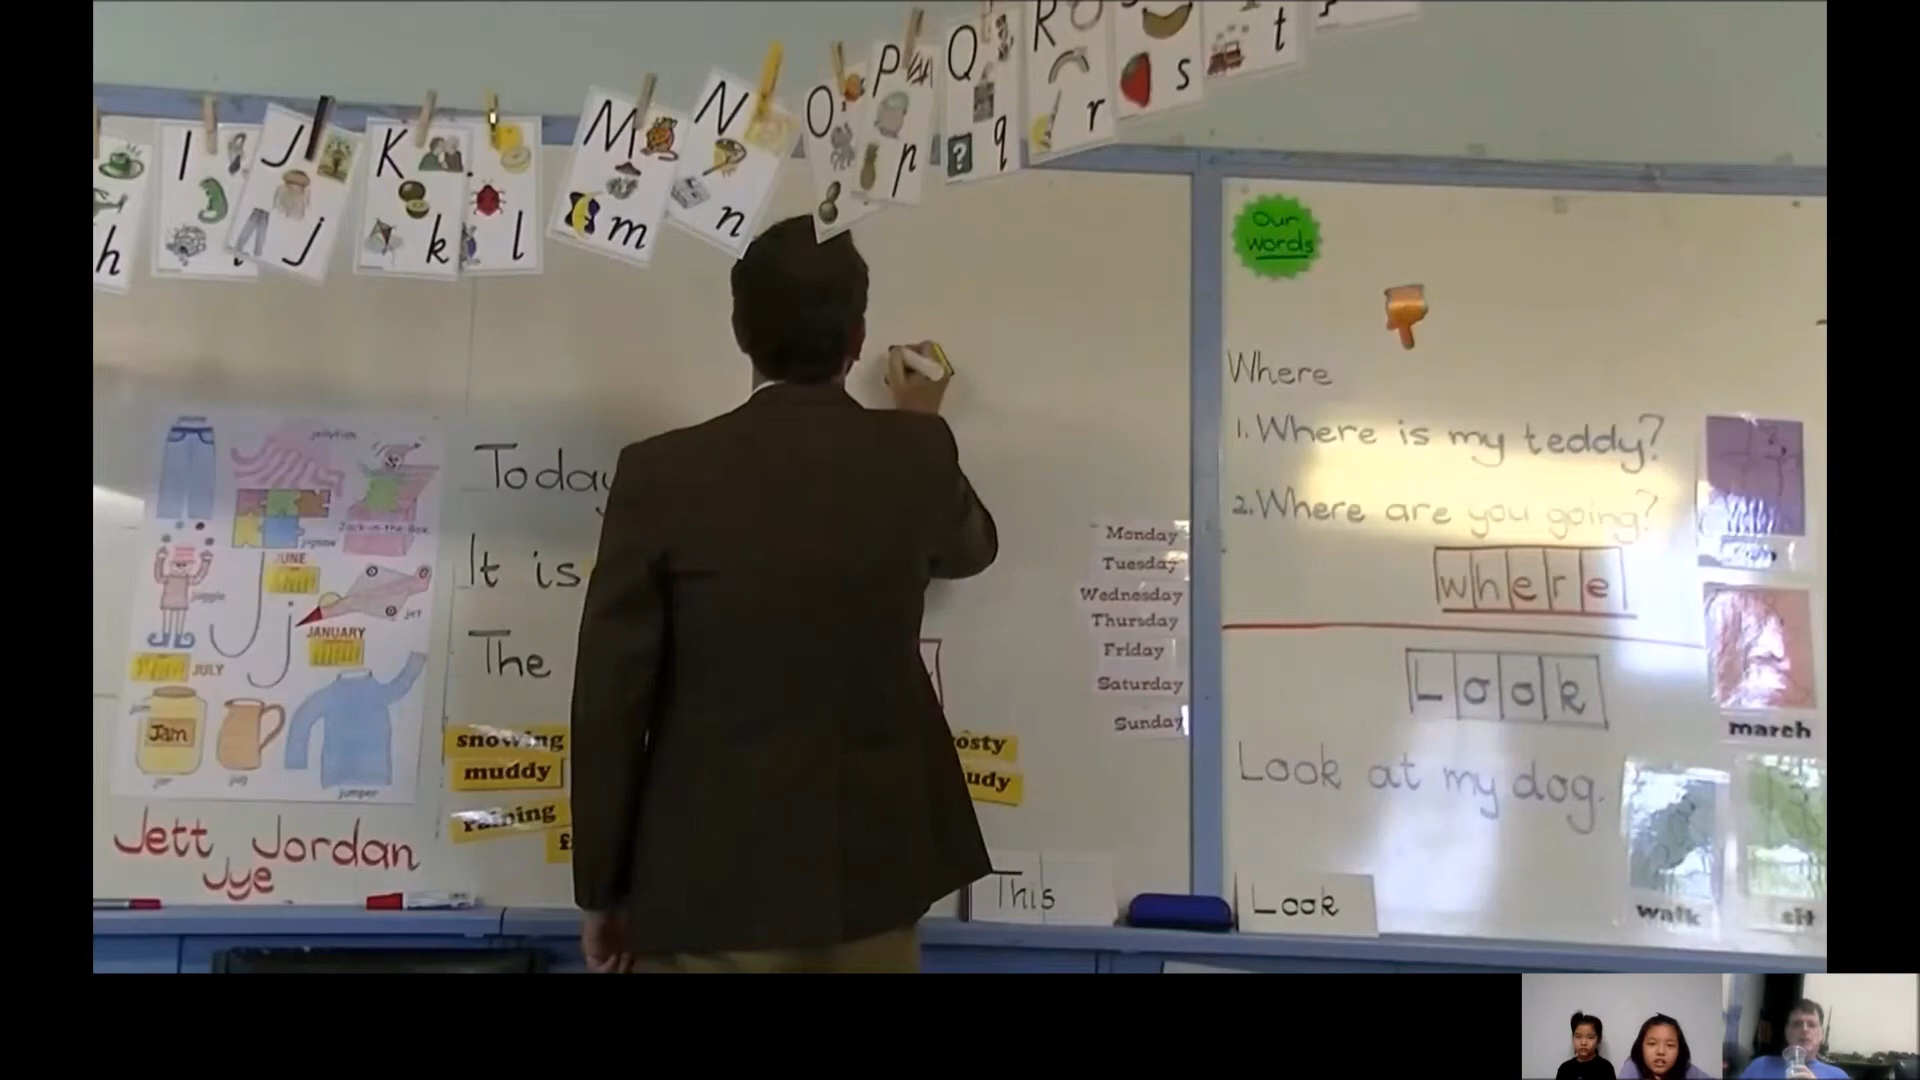 h
I
J j
K k
l
M m
N n
O
P p
Q q
R r
s
t
jellyfish
Jack-in-the-Box
jigsaw
JUNE
juggle
jet
J j
JANUARY
JULY
Jam
jar
jug
jumper
Jett Jordan
Jye
Today
It is
The
snowing
muddy
raining
Monday
Tuesday
Wednesday
Thursday
Friday
Saturday
Sunday
This
Our
words
Where
1. Where is my teddy?
2. Where are you going?
where
Look
Look at my dog.
Look
march
walk
sit